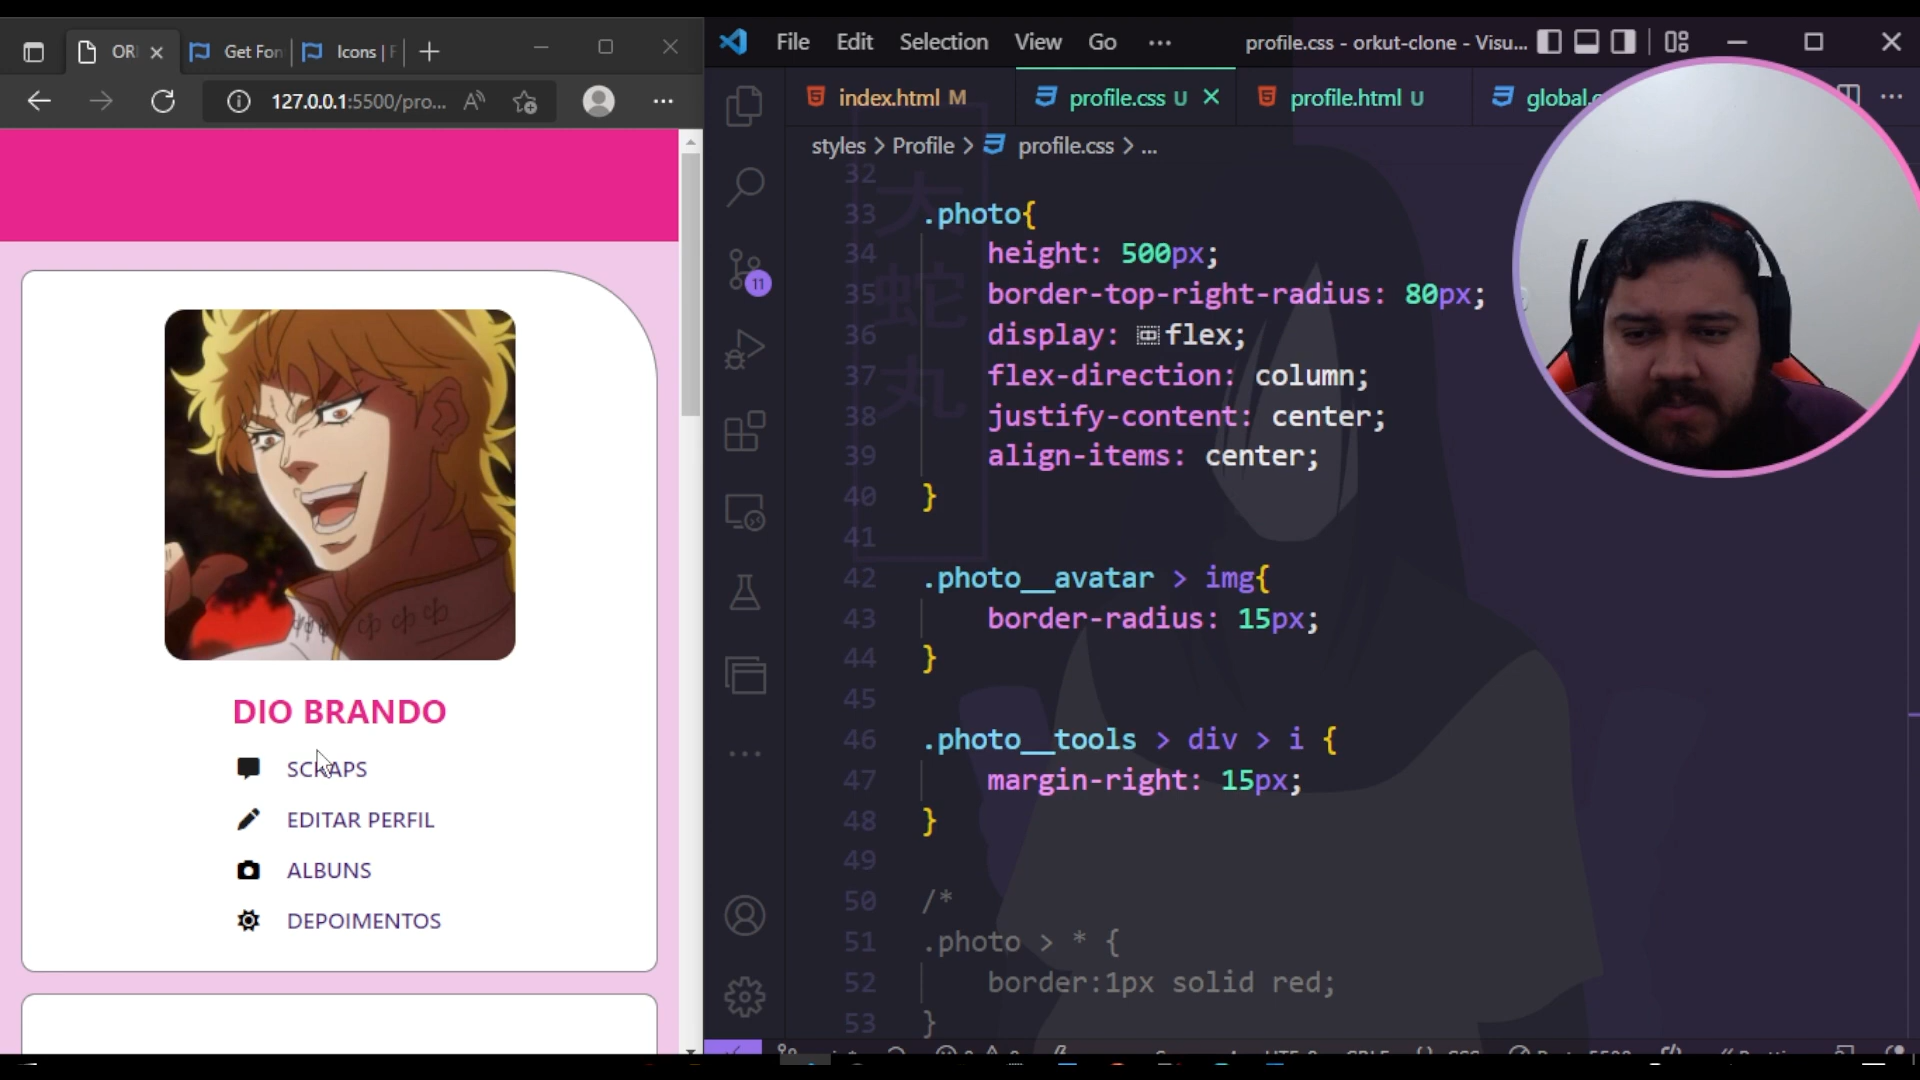 OR
Get Fon
Icons | F
127.0.0.1:5500/pro...
DIO BRANDO
SCRAPS
EDITAR PERFIL
ALBUNS
DEPOIMENTOS
File Edit Selection View Go ...
profile.css - orkut-clone - Visu...
index.html M
profile.css U
profile.html U
global.
styles > Profile > profile.css > ...
11
大蛇丸
32
33 .photo{
34 height: 500px;
35 border-top-right-radius: 80px;
36 display: flex;
37 flex-direction: column;
38 justify-content: center;
39 align-items: center;
40 }
41
42 .photo__avatar > img{
43 border-radius: 15px;
44 }
45
46 .photo__tools > div > i {
47 margin-right: 15px;
48 }
49
50 /*
51 .photo > * {
52 border:1px solid red;
53 }